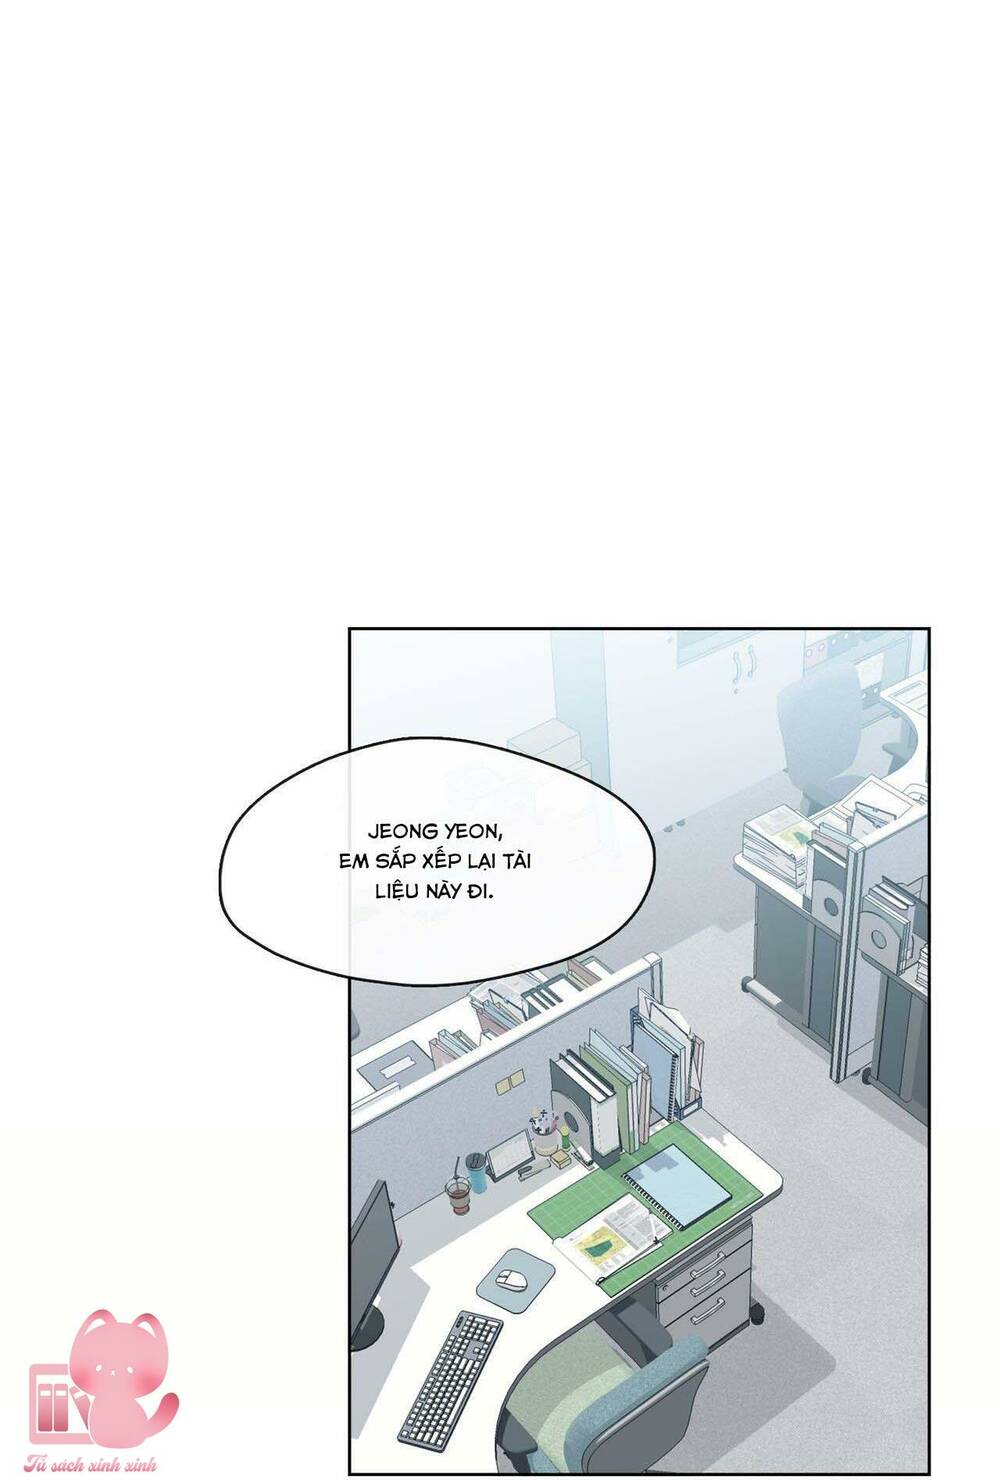 JEONG YEON,
EM SẮP XẾP LẠI TÀI
LIỆU NÀY ĐI.
Tủ sách xinh xinh